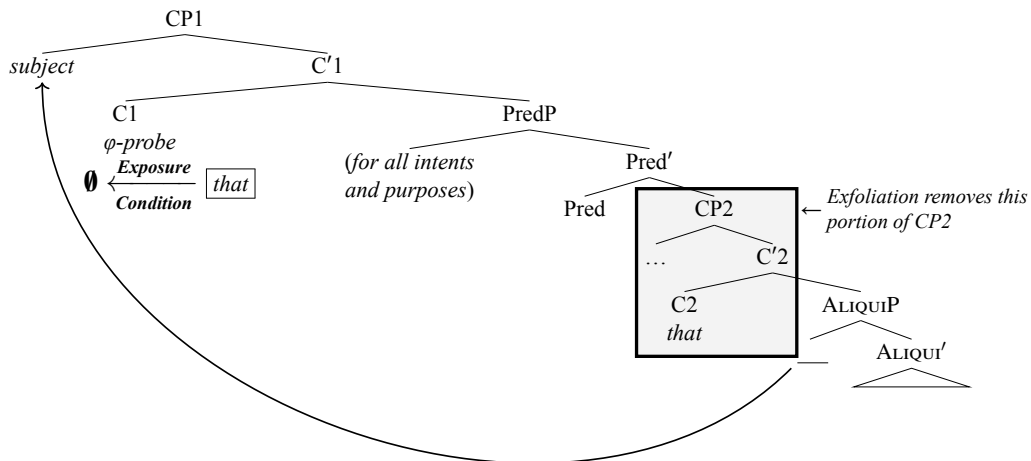 CP1
subject
C′1
C1
PredP
φ-probe
Exposure
∅
that
Condition
(for all intents
and purposes)
Pred′
Pred
CP2
← Exfoliation removes this
portion of CP2
…
C′2
C2
that
AliquiP
Aliqui′